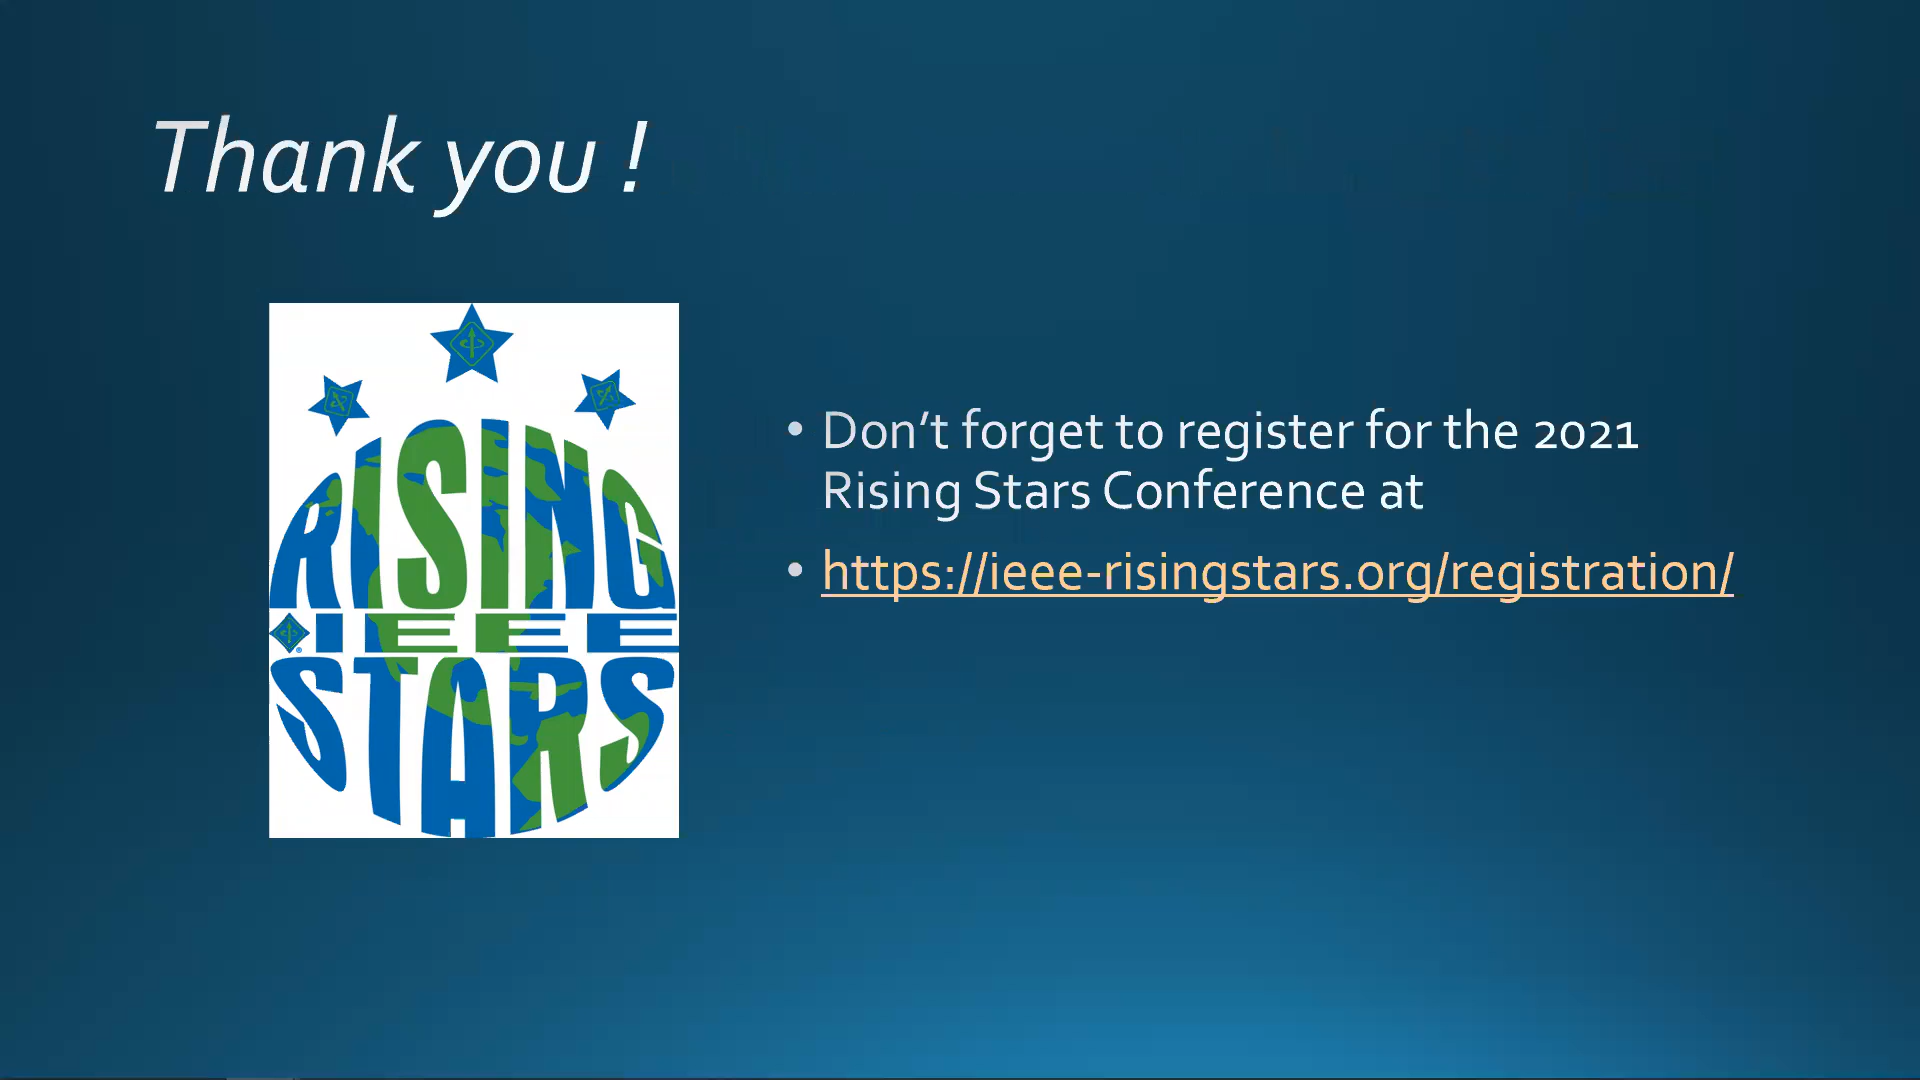 Thank you !
RISING
IEEE
STARS
• Don’t forget to register for the 2021
Rising Stars Conference at
• https://ieee-risingstars.org/registration/